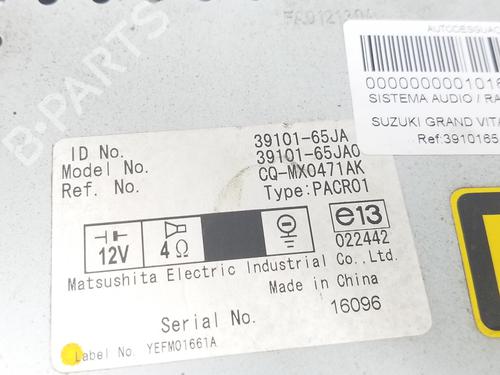 AUTODESGUAC
SISTEMA AUDIO / RA
SUZUKI GRAND VITA
Ref:3910165
ID No. 39101-65JA
Model No. 39101-65JA0
Ref. No. CQ-MX0471AK
Type:PACR01
12V 4Ω e13
022442
Matsushita Electric Industrial Co.,Ltd.
Made in China
Serial No. 16096
Label No. YEFM01661A